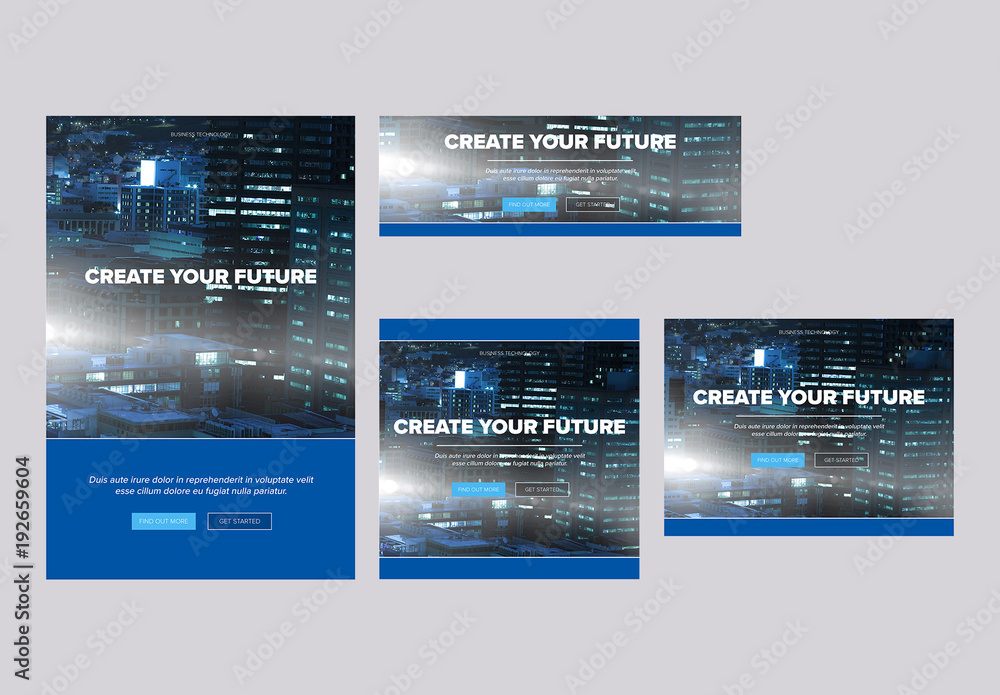 BUSINESS TECHNOLOGY
CREATE YOUR FUTURE
Duis aute irure dolor in reprehenderit in voluptate velit
esse cillum dolore eu fugiat nulla pariatur.
FIND OUT MORE
GET STARTED
CREATE YOUR FUTURE
Duis aute irure dolor in reprehenderit in voluptate velit
esse cillum dolore eu fugiat nulla pariatur.
FIND OUT MORE
GET STARTED
BUSINESS TECHNOLOGY
CREATE YOUR FUTURE
Duis aute irure dolor in reprehenderit in voluptate velit
esse cillum dolore eu fugiat nulla pariatur.
FIND OUT MORE
GET STARTED
BUSINESS TECHNOLOGY
CREATE YOUR FUTURE
Duis aute irure dolor in reprehenderit in voluptate velit
esse cillum dolore eu fugiat nulla pariatur.
FIND OUT MORE
GET STARTED
Adobe Stock | #192659604